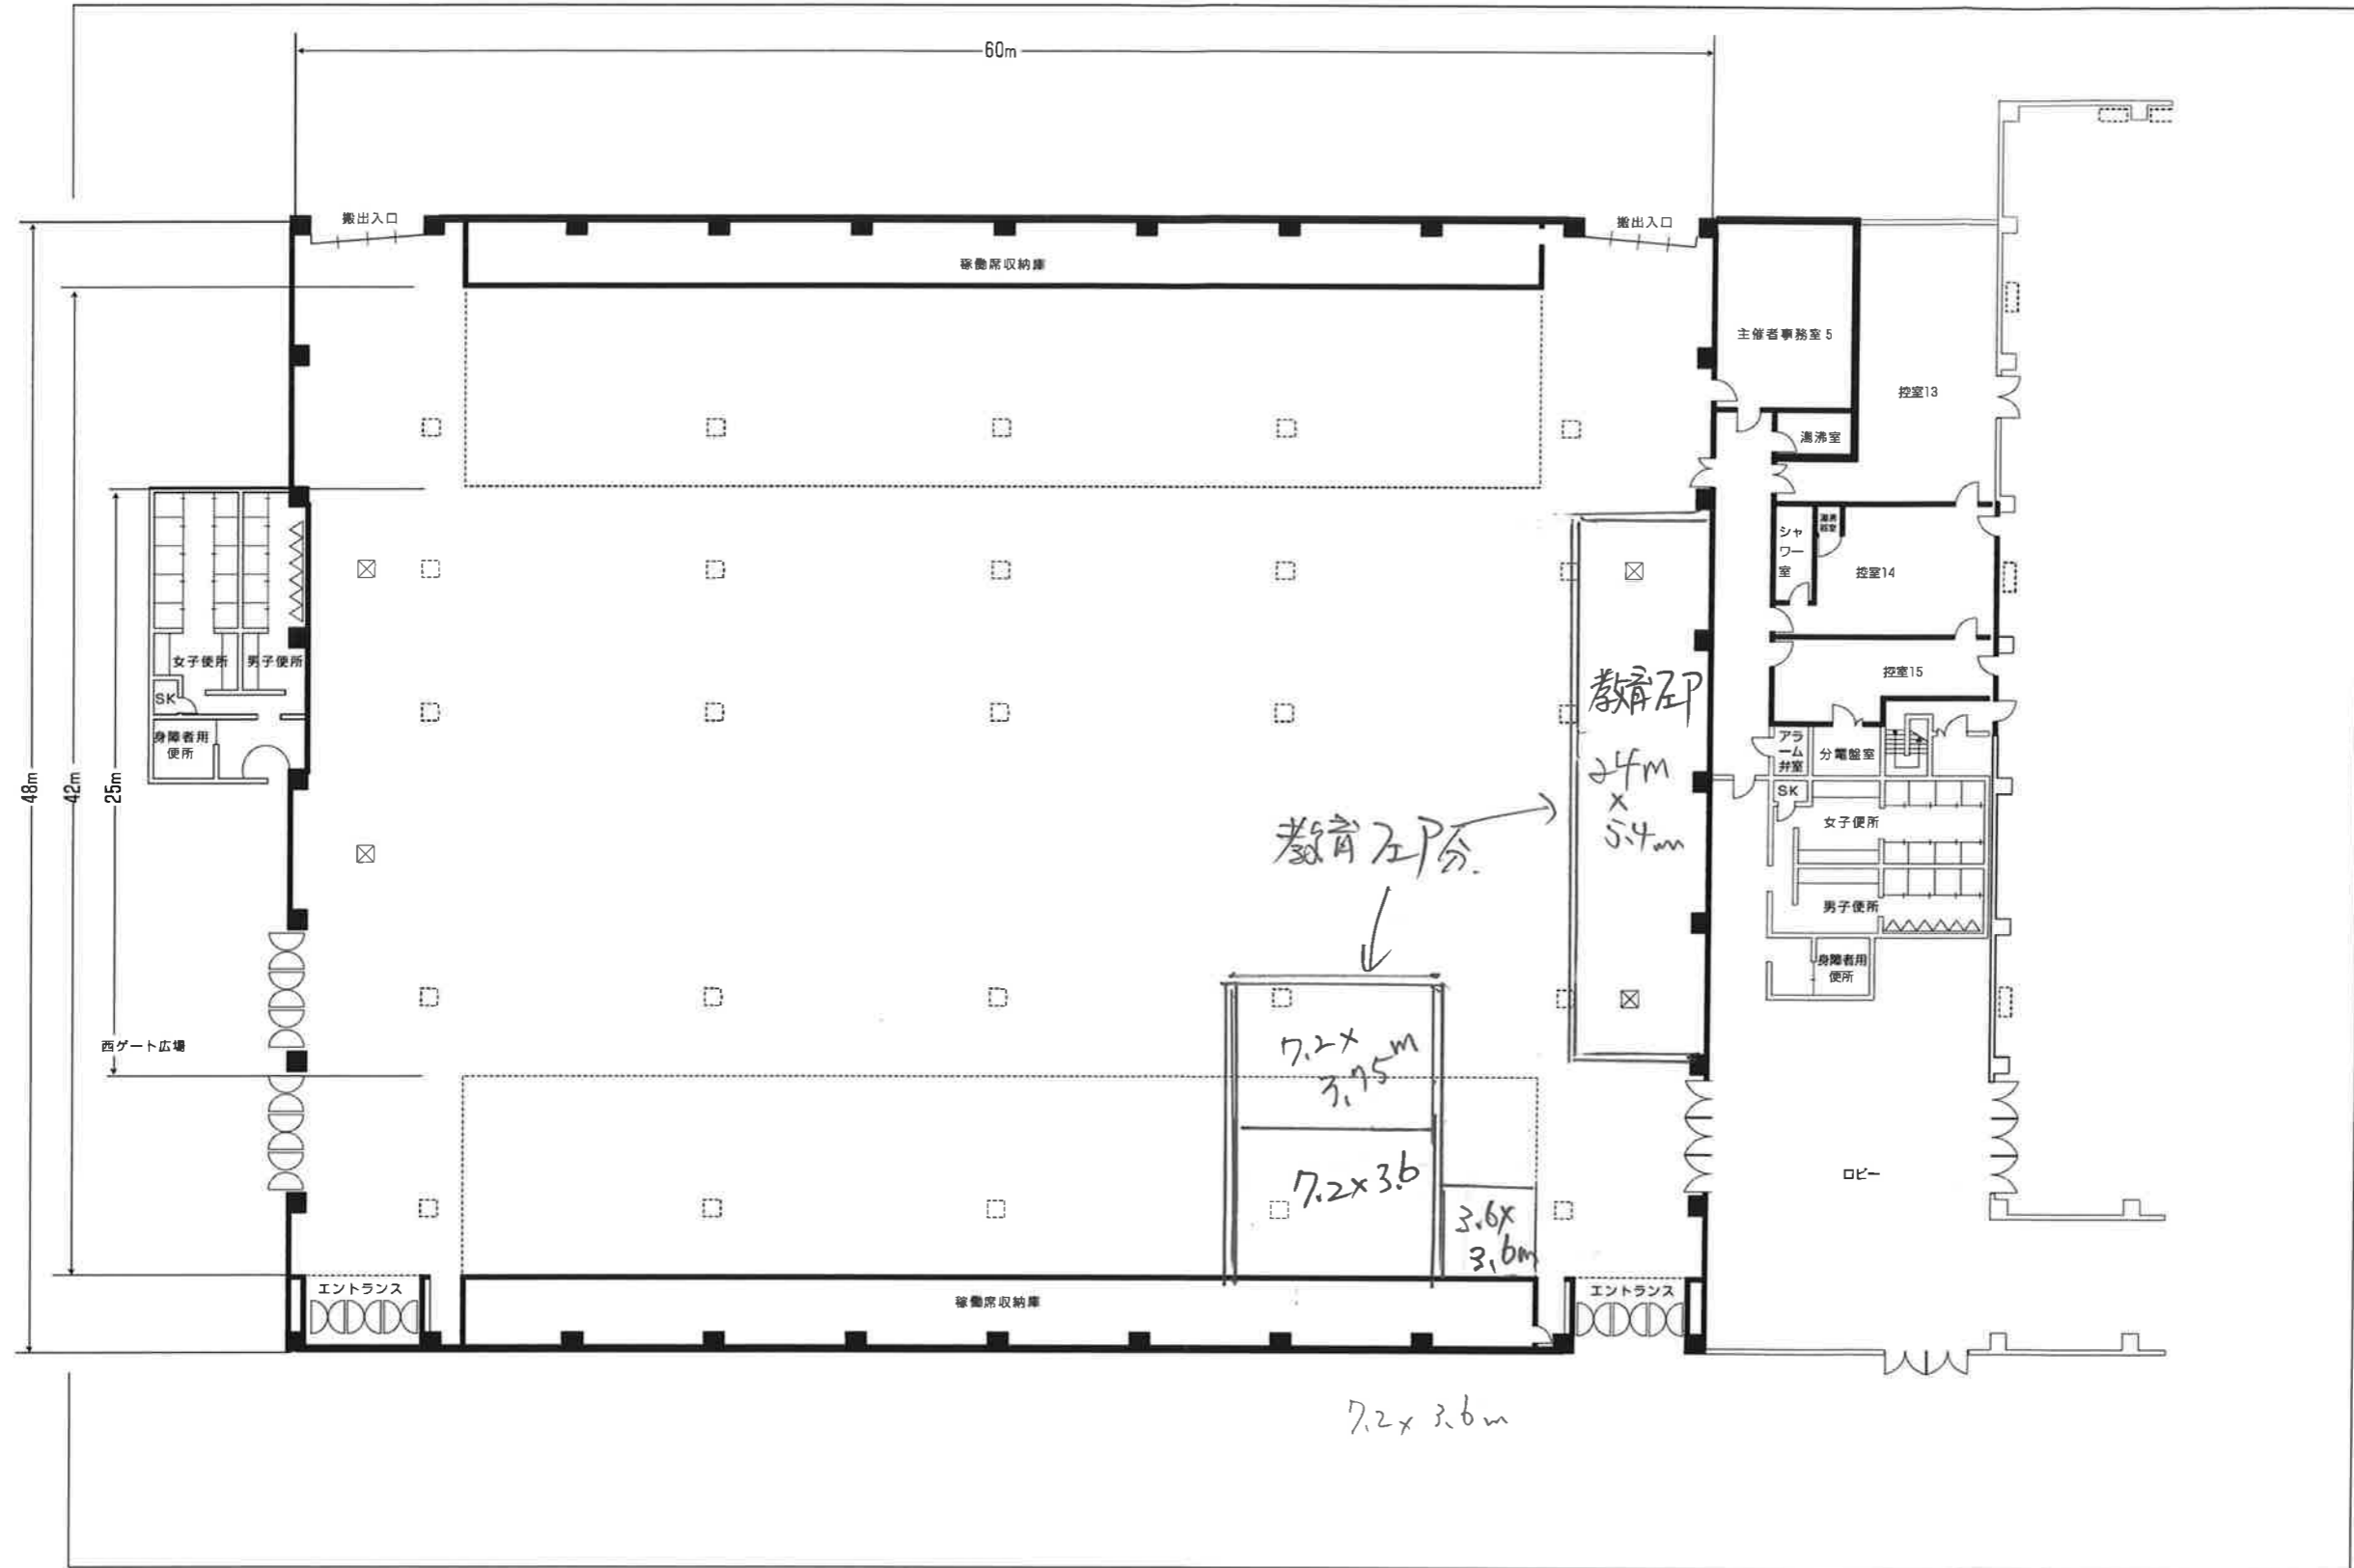 60m
搬出入口
搬出入口
稼働席収納庫
主催者事務室5
控室13
湯沸室
シャ
ワー
室
控室14
女子便所
男子便所
SK
身障者用
便所
48m
42m
25m
教育
24m
×
5.4m
控室15
アラ
ーム
弁室
分電盤室
SK
女子便所
教育
分.
男子便所
身障者用
便所
西ゲート広場
7.2×
3.75m
7.2×3.6
3.6×
3.6m
ロビー
エントランス
稼働席収納庫
エントランス
7.2×3.6m